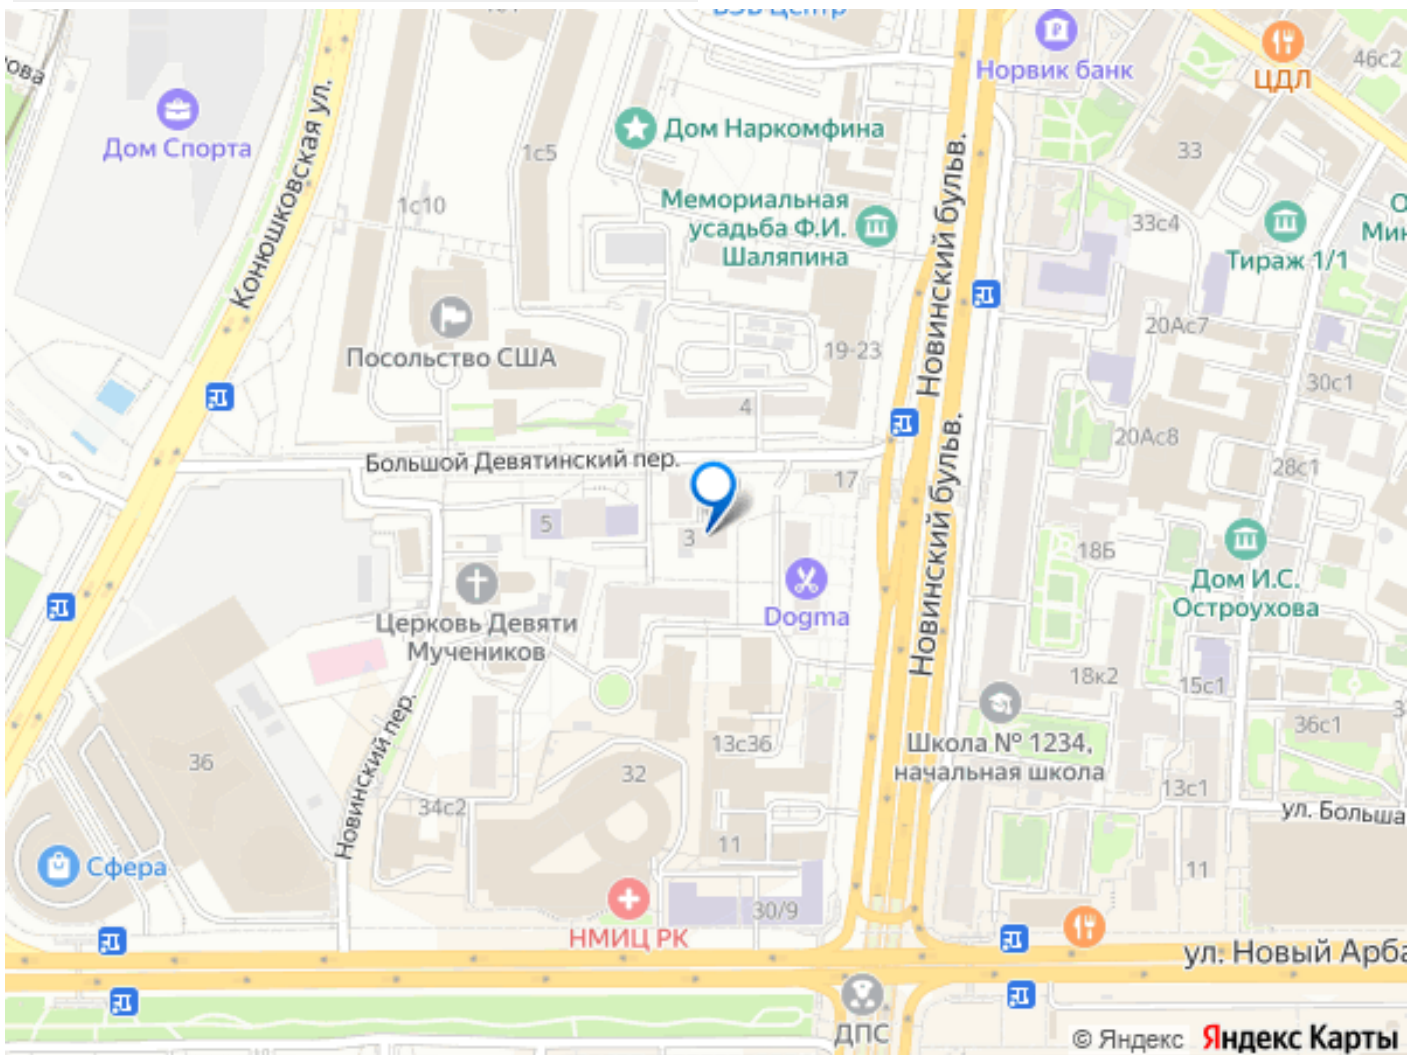 Норвик банк
ЦДЛ
46с2
Дом Спорта
Конюшковская ул.
1с5
1с10
Дом Наркомфина
Мемориальная
усадьба Ф.И.
Шаляпина
Новинский бульв.
33
33с4
Тираж 1/1
Посольство США
19-23
20Ас7
30с1
4
20Ас8
28с1
Большой Девятинский пер.
17
Новинский бульв.
5
3
18Б
Дом И.С.
Остроухова
Dogma
Церковь Девяти
Мучеников
18к2
15с1
36с1
Новинский пер.
13с36
Школа № 1234,
начальная школа
36
32
34с2
13с1
ул. Больша
11
11
Сфера
30/9
НМИЦ РК
ул. Новый Арба
ДПС
© Яндекс Яндекс Карты